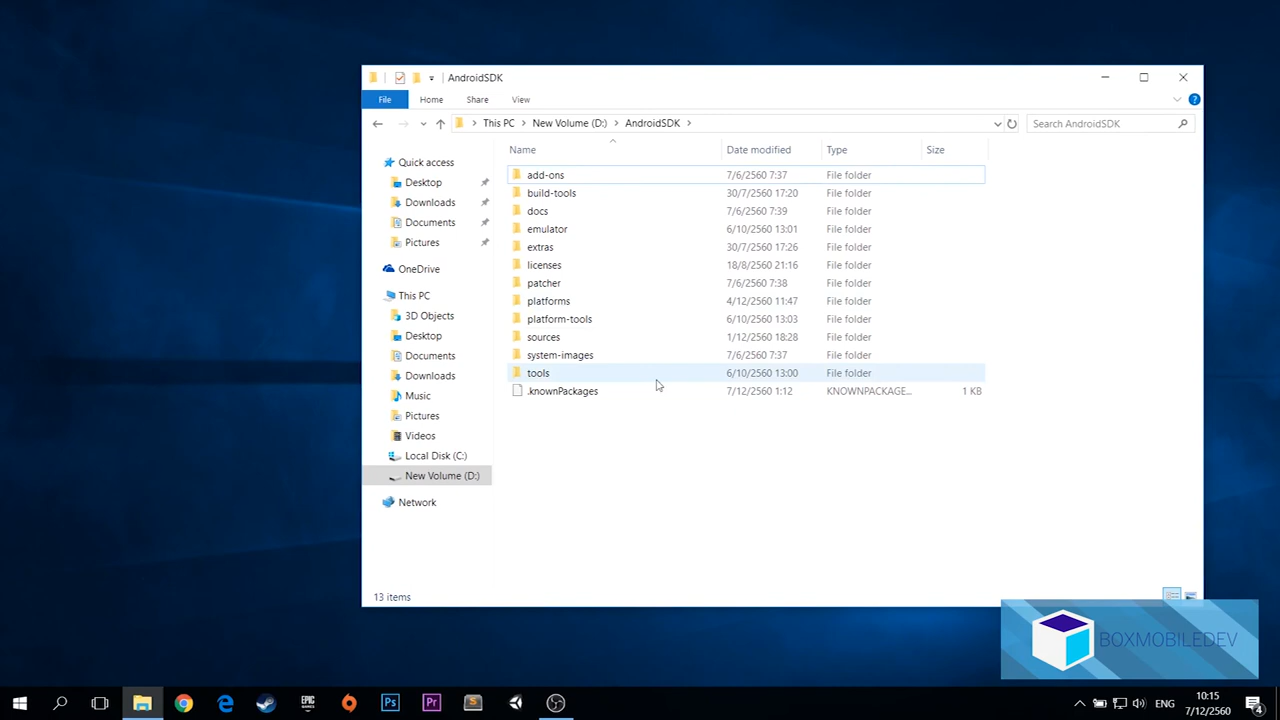 AndroidSDK
File Home Share View
This PC New Volume (D:) AndroidSDK Search AndroidSDK
Name Date modified Type Size
Quick access
Desktop
Downloads
Documents
Pictures
OneDrive
This PC
3D Objects
Desktop
Documents
Downloads
Music
Pictures
Videos
Local Disk (C:)
New Volume (D:)
Network
add-ons 7/6/2560 7:37 File folder
build-tools 30/7/2560 17:20 File folder
docs 7/6/2560 7:39 File folder
emulator 6/10/2560 13:01 File folder
extras 30/7/2560 17:26 File folder
licenses 18/8/2560 21:16 File folder
patcher 7/6/2560 7:38 File folder
platforms 4/12/2560 11:47 File folder
platform-tools 6/10/2560 13:03 File folder
sources 1/12/2560 18:28 File folder
system-images 7/6/2560 7:37 File folder
tools 6/10/2560 13:00 File folder
.knownPackages 7/12/2560 1:12 KNOWNPACKAGE... 1 KB
13 items
BOXMOBILEDEV
EPIC
GAMES
Ps Pr S
ENG
10:15
7/12/2560
4